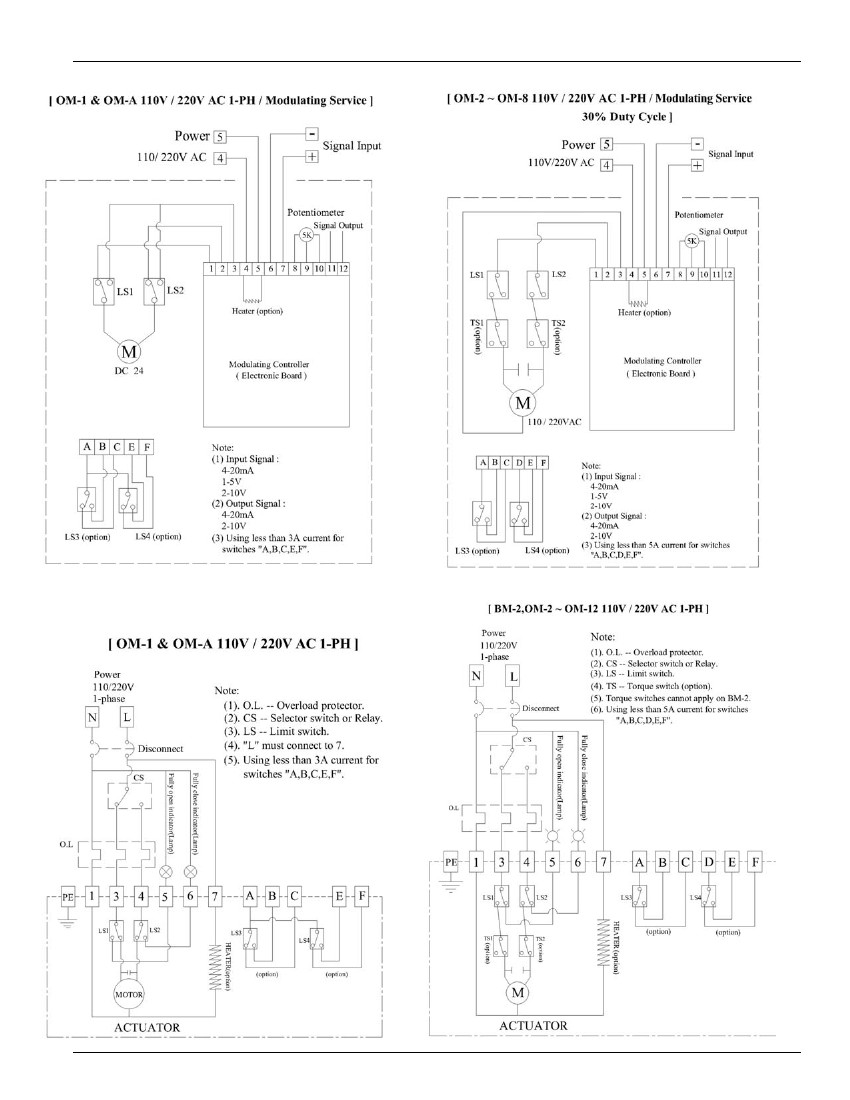 [ OM-1 & OM-A 110V / 220V AC 1-PH / Modulating Service ]
Power 5
110/ 220V AC 4
-
Signal Input
+
Potentiometer
Signal Output
5K
1 2 3 4 5 6 7 8 9 10 11 12
LS1
LS2
Heater (option)
M
DC 24
Modulating Controller
( Electronic Board )
A B C E F
LS3 (option)
LS4 (option)
Note:
(1) Input Signal :
4-20mA
1-5V
2-10V
(2) Output Signal :
4-20mA
2-10V
(3) Using less than 3A current for
switches "A,B,C,E,F".
[ OM-2 ~ OM-8 110V / 220V AC 1-PH / Modulating Service
30% Duty Cycle ]
Power 5
110V/220V AC 4
-
Signal Input
+
Potentiometer
Signal Output
5K
1 2 3 4 5 6 7 8 9 10 11 12
LS1
LS2
Heater (option)
TS1
(option)
TS2
(option)
M
110 / 220VAC
Modulating Controller
( Electronic Board )
A B C D E F
LS3 (option)
LS4 (option)
Note:
(1) Input Signal :
4-20mA
1-5V
2-10V
(2) Output Signal :
4-20mA
2-10V
(3) Using less than 5A current for switches
"A,B,C,D,E,F".
[ OM-1 & OM-A 110V / 220V AC 1-PH ]
Power
110/220V
1-phase
N L
Disconnect
CS
Fully open indicator(Lamp)
Fully close indicator(Lamp)
O.L
Note:
(1). O.L. -- Overload protector.
(2). CS -- Selector switch or Relay.
(3). LS -- Limit switch.
(4). "L" must connect to 7.
(5). Using less than 3A current for
switches "A,B,C,E,F".
PE 1 3 4 5 6 7 A B C E F
LS1
LS2
LS3
LS4
HEATER(option)
(option)
(option)
MOTOR
ACTUATOR
[ BM-2,OM-2 ~ OM-12 110V / 220V AC 1-PH ]
Power
110/220V
1-phase
N L
Disconnect
CS
Fully open indicator(Lamp)
Fully close indicator(Lamp)
O.L
Note:
(1). O.L. -- Overload protector.
(2). CS -- Selector switch or Relay.
(3). LS -- Limit switch.
(4). TS -- Torque switch (option).
(5). Torque switches cannot apply on BM-2.
(6). Using less than 5A current for switches
"A,B,C,D,E,F".
PE 1 3 4 5 6 7 A B C D E F
LS1
LS2
LS3
LS4
TS1
(option)
TS2
(option)
HEATER (option)
(option)
(option)
M
ACTUATOR